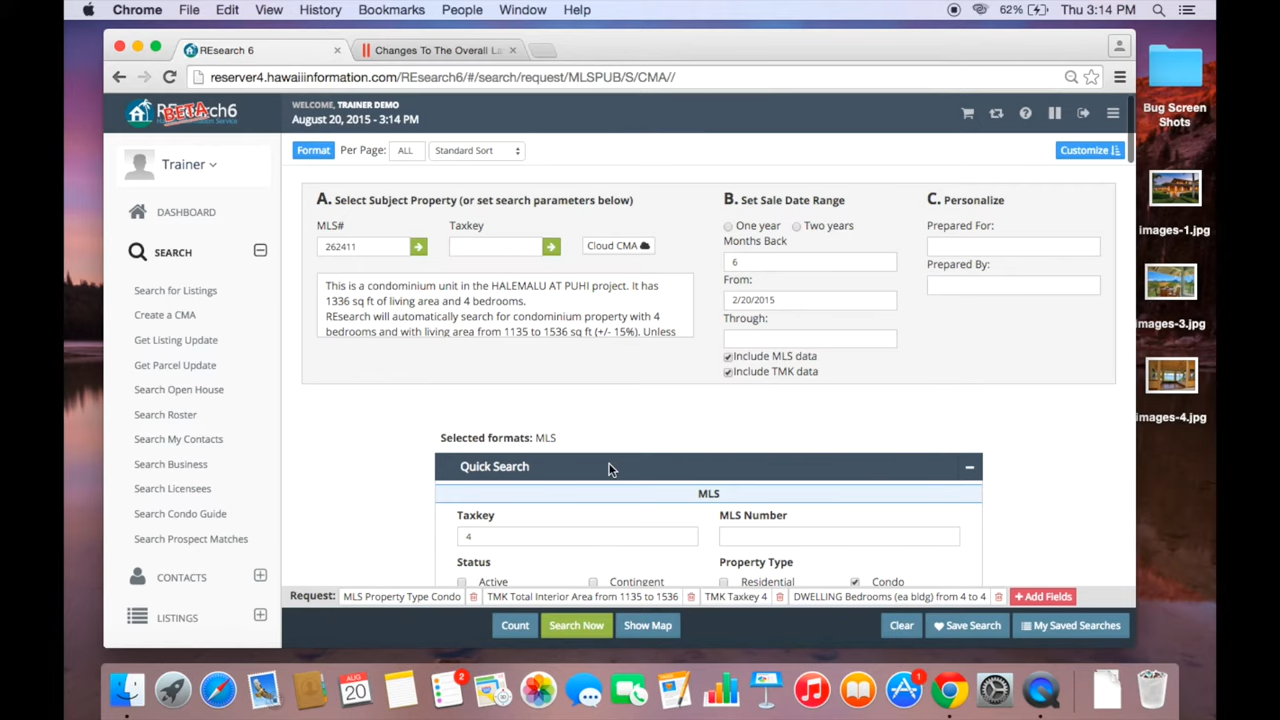 Chrome File Edit View History Bookmarks People Window Help 62% Thu 3:14 PM
REsearch 6
Changes To The Overall La
reserver4.hawaiiinformation.com/REsearch6/#/search/request/MLSPUB/S/CMA//
REsearch6
BETA
Hawaii Information Service
WELCOME, TRAINER DEMO
August 20, 2015 - 3:14 PM
Trainer
DASHBOARD
SEARCH
Search for Listings
Create a CMA
Get Listing Update
Get Parcel Update
Search Open House
Search Roster
Search My Contacts
Search Business
Search Licensees
Search Condo Guide
Search Prospect Matches
CONTACTS
LISTINGS
Format Per Page: ALL Standard Sort Customize
A. Select Subject Property (or set search parameters below)
MLS# Taxkey
262411 Cloud CMA
This is a condominium unit in the HALEMALU AT PUHI project. It has
1336 sq ft of living area and 4 bedrooms.
REsearch will automatically search for condominium property with 4
bedrooms and with living area from 1135 to 1536 sq ft (+/- 15%). Unless
B. Set Sale Date Range
One year Two years
Months Back
6
From:
2/20/2015
Through:
Include MLS data
Include TMK data
C. Personalize
Prepared For:
Prepared By:
Selected formats: MLS
Quick Search
MLS
Taxkey MLS Number
4
Status Property Type
Active Contingent Residential Condo
Request: MLS Property Type Condo TMK Total Interior Area from 1135 to 1536 TMK Taxkey 4 DWELLING Bedrooms (ea bldg) from 4 to 4 + Add Fields
Count Search Now Show Map Clear Save Search My Saved Searches
Bug Screen
Shots
images-1.jpg
images-3.jpg
images-4.jpg
AUG
20
2
1